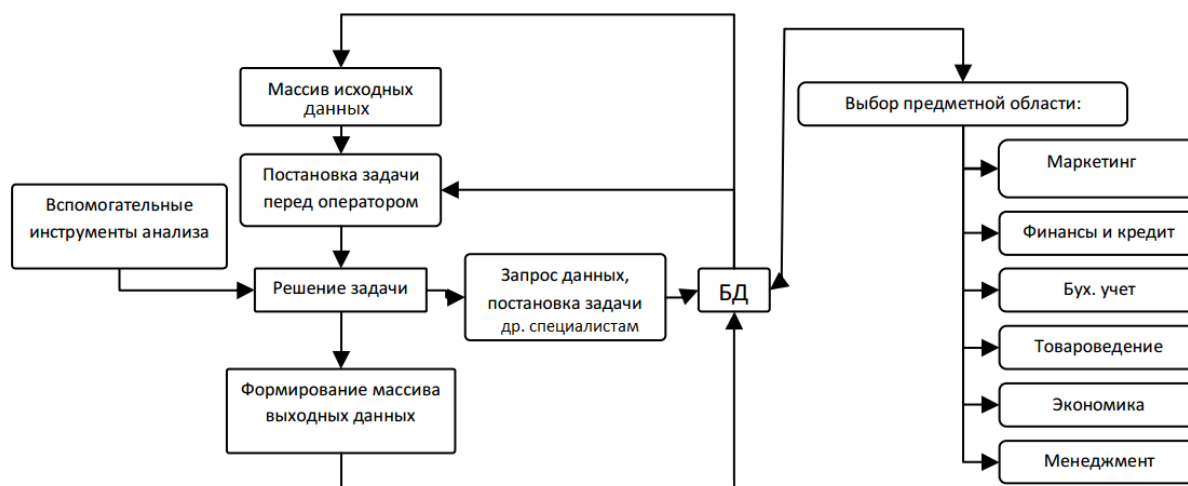 Массив исходных
данных
Выбор предметной области:
Постановка задачи
перед оператором
Маркетинг
Вспомогательные
инструменты анализа
Финансы и кредит
Решение задачи
Запрос данных,
постановка задачи
др. специалистам
БД
Бух. учет
Товароведение
Формирование массива
выходных данных
Экономика
Менеджмент